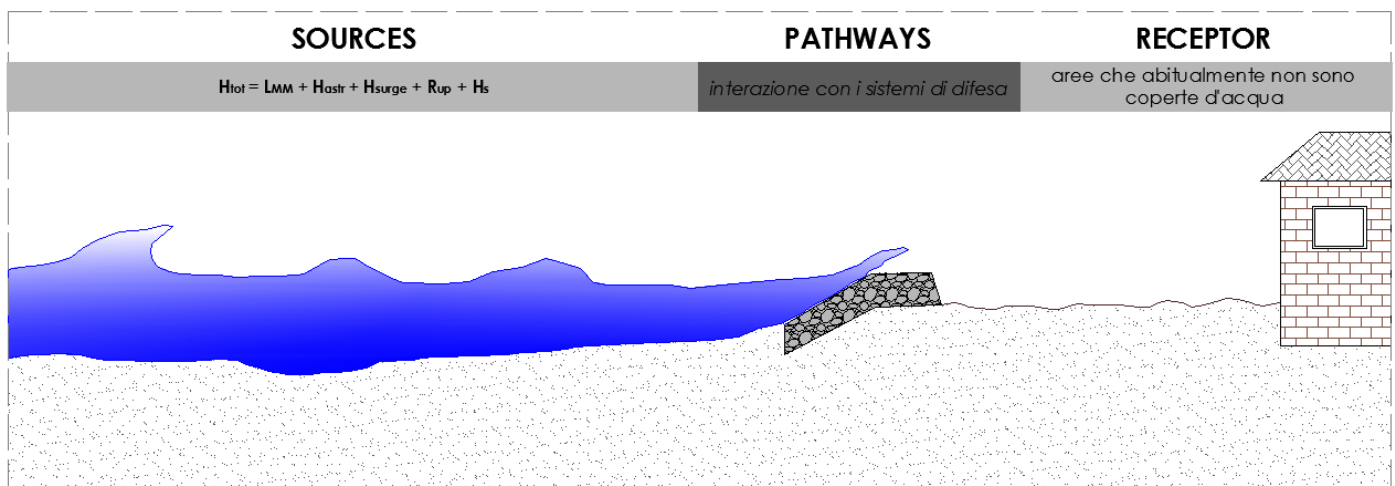 SOURCES PATHWAYS RECEPTOR
Htot = LMM + Hastr + Hsurge + Rup + Hs
interazione con i sistemi di difesa
aree che abitualmente non sono
coperte d'acqua